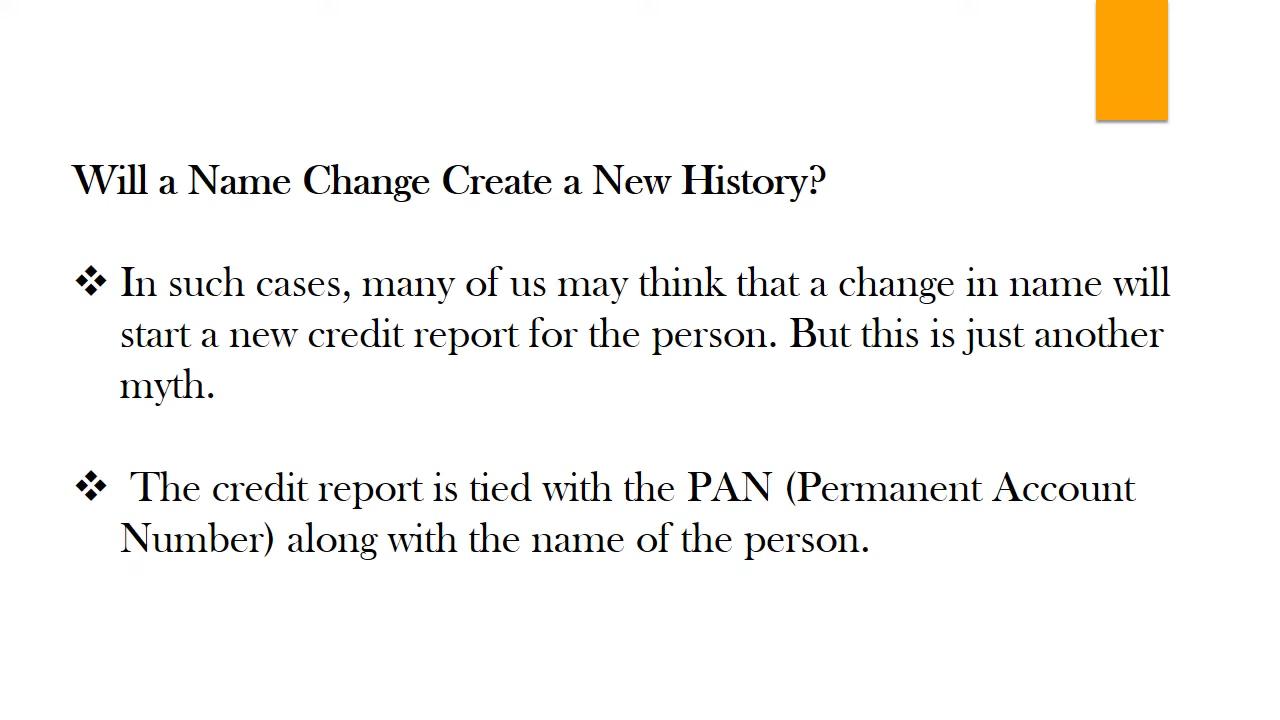 Will a Name Change Create a New History?
❖ In such cases, many of us may think that a change in name will
start a new credit report for the person. But this is just another
myth.
❖ The credit report is tied with the PAN (Permanent Account
Number) along with the name of the person.